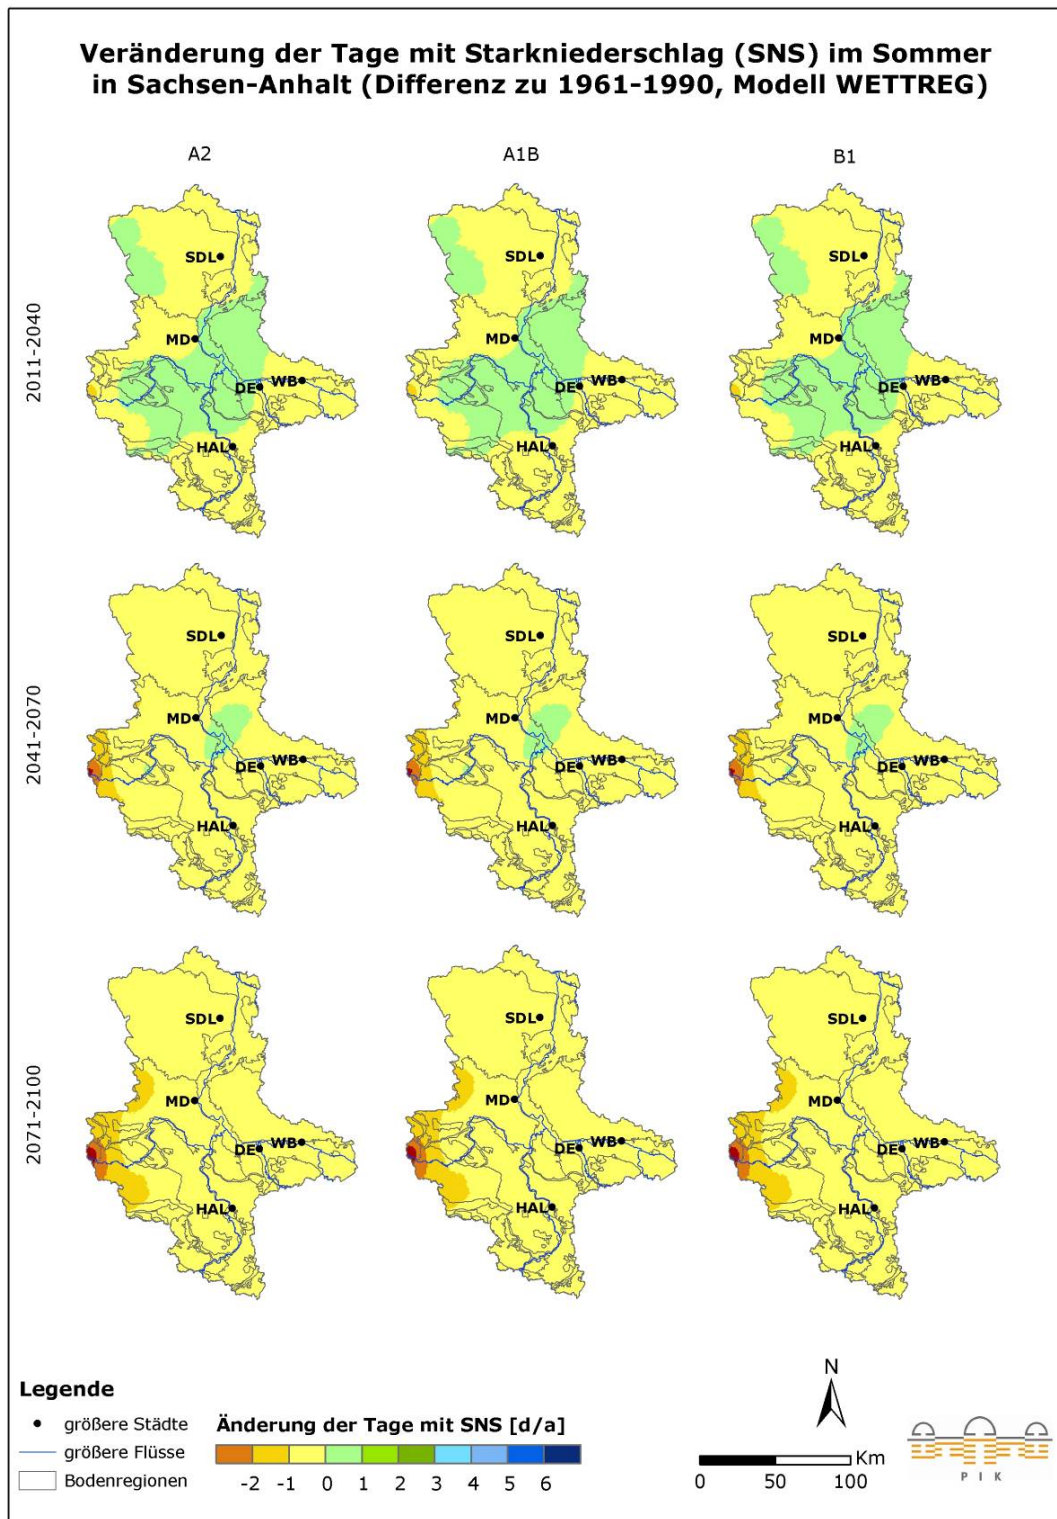 Veränderung der Tage mit Starkniederschlag (SNS) im Sommer
in Sachsen-Anhalt (Differenz zu 1961-1990, Modell WETTREG)
A2 A1B B1
2011-2040
SDL SDL SDL
MD MD MD
DE WB DE WB DE WB
HAL HAL HAL
2041-2070
SDL SDL SDL
MD MD MD
DE WB DE WB DE WB
HAL HAL HAL
2071-2100
SDL SDL SDL
MD MD MD
DE WB DE WB DE WB
HAL HAL HAL
Legende
größere Städte
größere Flüsse
Bodenregionen
Änderung der Tage mit SNS [d/a]
-2 -1 0 1 2 3 4 5 6
N
Km
0 50 100
P I K